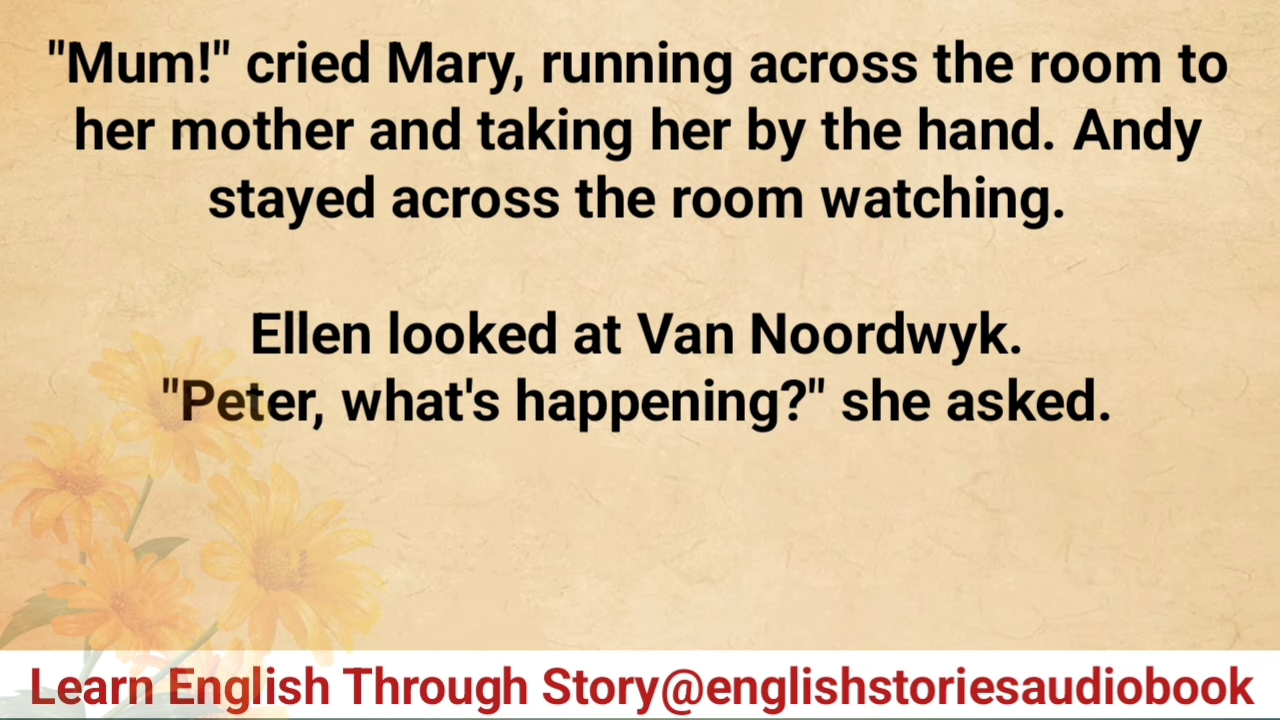 "Mum!" cried Mary, running across the room to
her mother and taking her by the hand. Andy
stayed across the room watching.
Ellen looked at Van Noordwyk.
"Peter, what's happening?" she asked.
Learn English Through Story@englishstoriesaudiobook